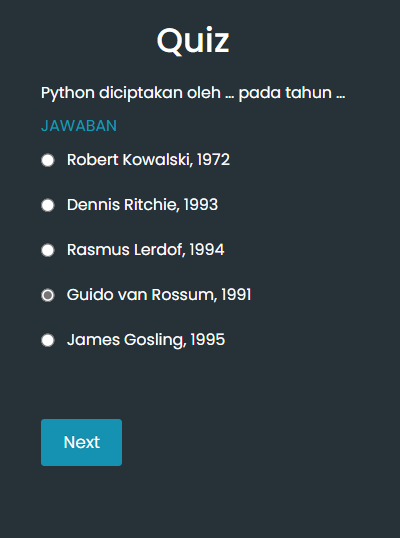 Quiz
Python diciptakan oleh ... pada tahun ...
JAWABAN
Robert Kowalski, 1972
Dennis Ritchie, 1993
Rasmus Lerdof, 1994
Guido van Rossum, 1991
James Gosling, 1995
Next